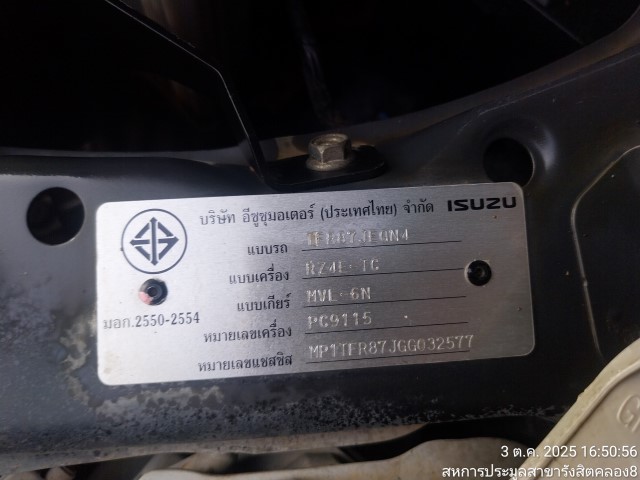 บริษัท อีซูซุมอเตอร์ (ประเทศไทย) จำกัด ISUZU
แบบรถ
แบบเครื่อง RZ4E-TC
แบบเกียร์ MVL-6N
มอก.2550-2554
หมายเลขเครื่อง PG9115
หมายเลขแชสซิส MP1TFR87JGG032577
3 ต.ค. 2025 16:50:56
สหการประมูลสาขารังสิตคลอง8